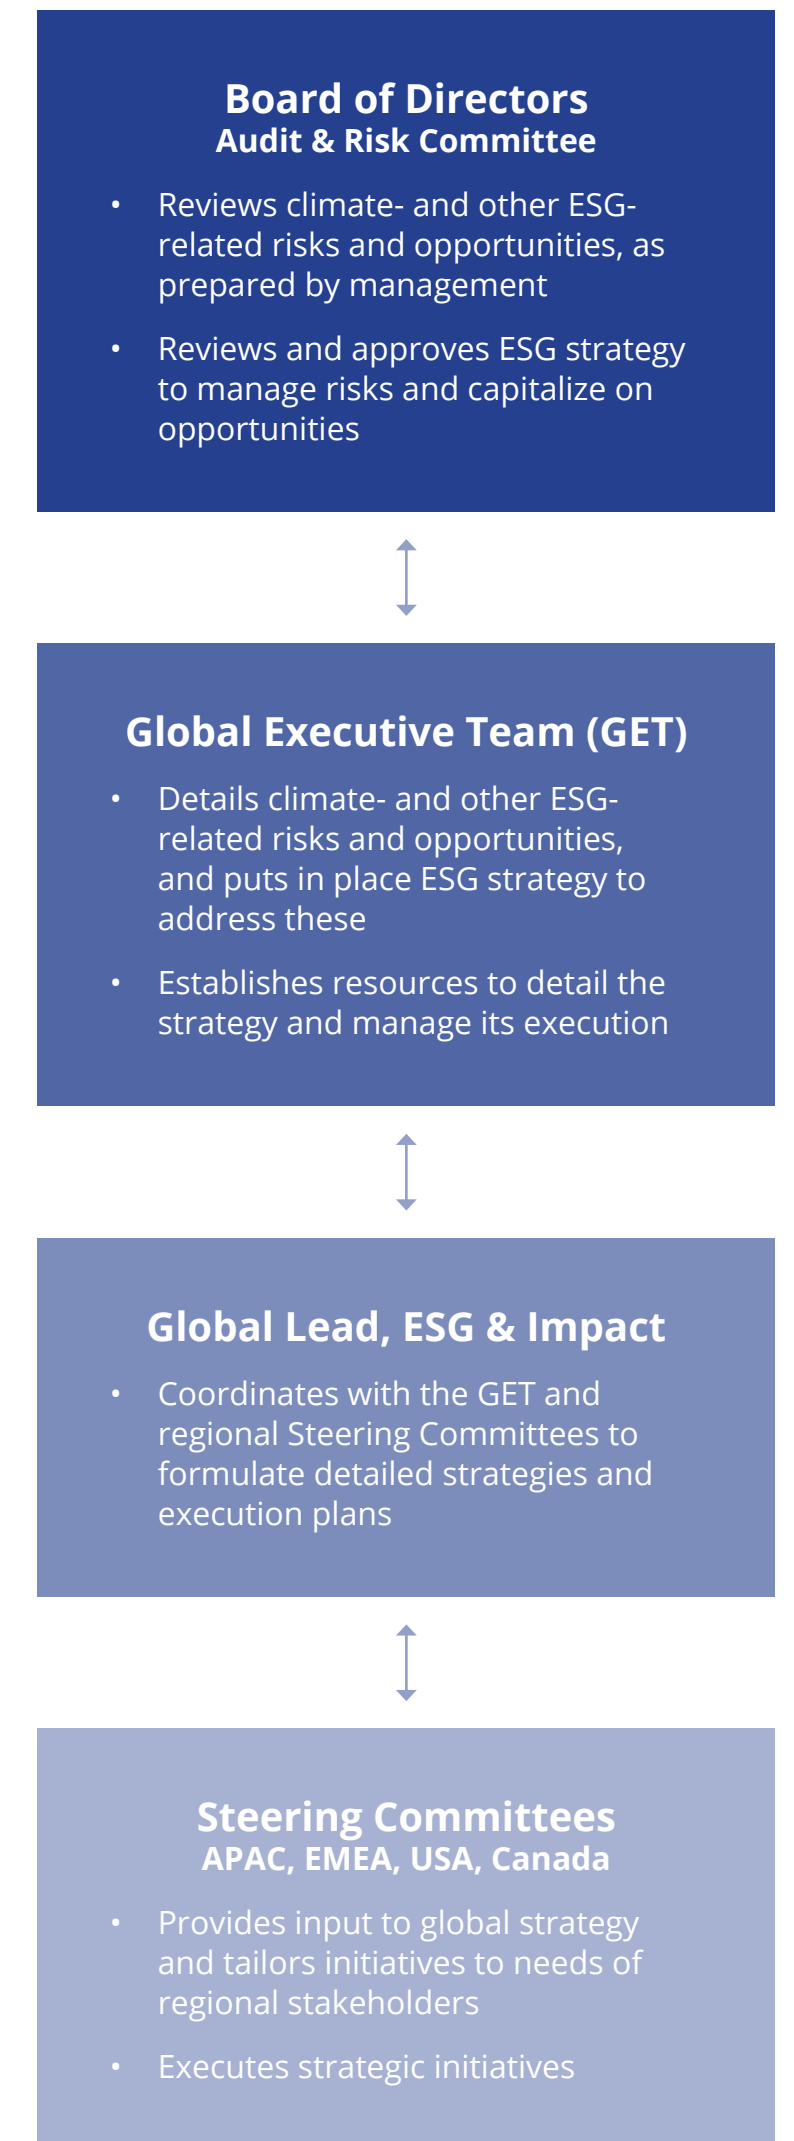 Board of Directors
Audit & Risk Committee
• Reviews climate- and other ESG-
related risks and opportunities, as
prepared by management
• Reviews and approves ESG strategy
to manage risks and capitalize on
opportunities
Global Executive Team (GET)
• Details climate- and other ESG-
related risks and opportunities,
and puts in place ESG strategy to
address these
• Establishes resources to detail the
strategy and manage its execution
Global Lead, ESG & Impact
• Coordinates with the GET and
regional Steering Committees to
formulate detailed strategies and
execution plans
Steering Committees
APAC, EMEA, USA, Canada
• Provides input to global strategy
and tailors initiatives to needs of
regional stakeholders
• Executes strategic initiatives